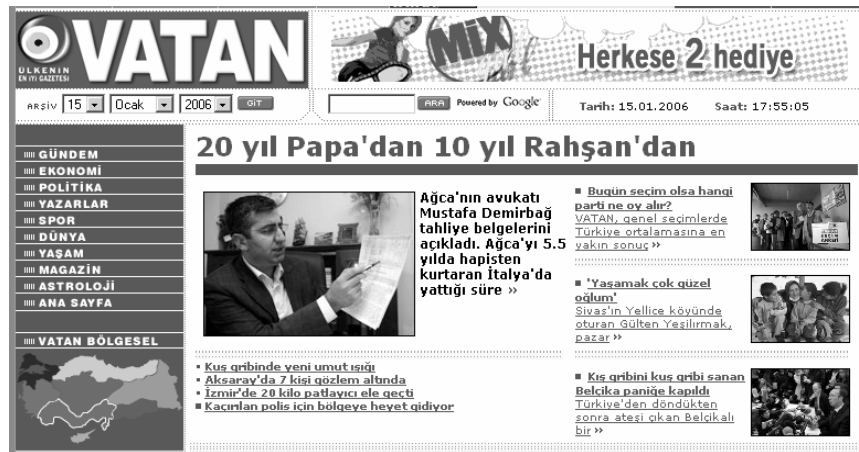 VATAN
ÜLKENİN
EN İYİ GAZETESİ
MiX
Herkese 2 hediye
ARŞİV 15 Ocak 2006 GİT
ARA Powered by Google
Tarih: 15.01.2006 Saat: 17:55:05
GÜNDEM
EKONOMİ
POLİTİKA
YAZARLAR
SPOR
DÜNYA
YAŞAM
MAGAZİN
ASTROLOJİ
ANA SAYFA
VATAN BÖLGESEL
20 yıl Papa'dan 10 yıl Rahşan'dan
Ağca'nın avukatı
Mustafa Demirbağ
tahliye belgelerini
açıkladı. Ağca'yı 5.5
yılda hapisten
kurtaran İtalya'da
yattığı süre »
Kuş gribinde yeni umut ışığı
Aksaray'da 7 kişi gözlem altında
İzmir'de 20 kilo patlayıcı ele geçti
Kaçırılan polis için bölgeye heyet gidiyor
Bugün seçim olsa hangi
parti ne oy alır?
VATAN, genel seçimlerde
Türkiye ortalamasına en
yakın sonuç »
'Yaşamak çok güzel
oğlum'
Sivas'ın Yellice köyünde
oturan Gülten Yeşilırmak,
pazar »
Kış gribini kuş gribi sanan
Belçika paniğe kapıldı
Türkiye'den döndükten
sonra ateşi çıkan Belçikalı
bir »